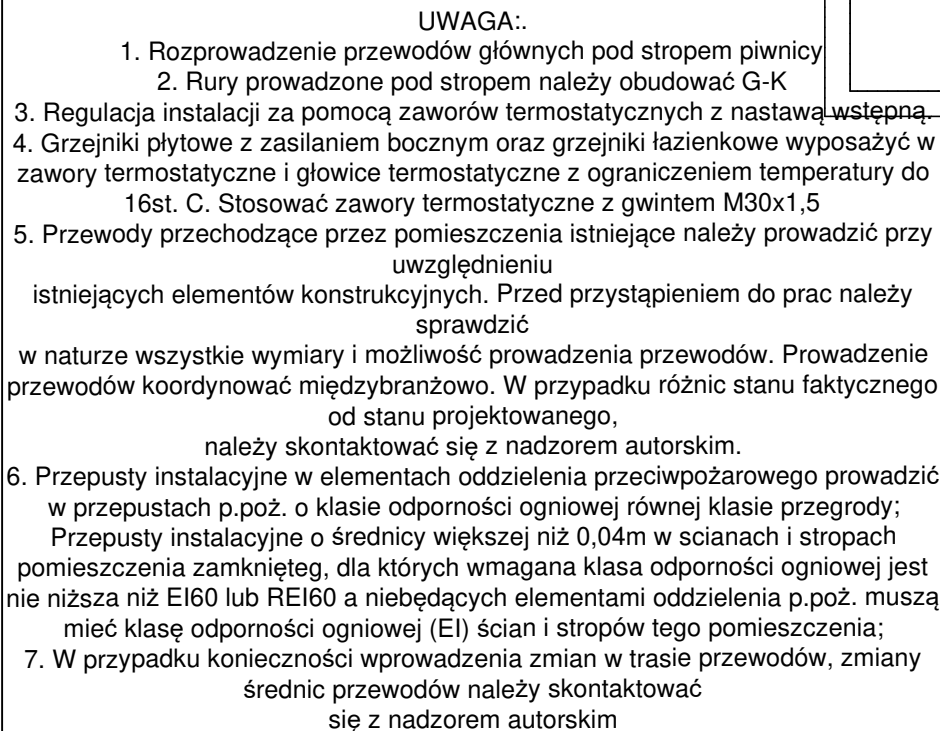 UWAGA:.
1. Rozprowadzenie przewodów głównych pod stropem piwnicy
2. Rury prowadzone pod stropem należy obudować G-K
3. Regulacja instalacji za pomocą zaworów termostatycznych z nastawą wstępną.
4. Grzejniki płytowe z zasilaniem bocznym oraz grzejniki łazienkowe wyposażyć w
zawory termostatyczne i głowice termostatyczne z ograniczeniem temperatury do
16st. C. Stosować zawory termostatyczne z gwintem M30x1,5
5. Przewody przechodzące przez pomieszczenia istniejące należy prowadzić przy
uwzględnieniu
istniejących elementów konstrukcyjnych. Przed przystąpieniem do prac należy
sprawdzić
w naturze wszystkie wymiary i możliwość prowadzenia przewodów. Prowadzenie
przewodów koordynować międzybranżowo. W przypadku różnic stanu faktycznego
od stanu projektowanego,
należy skontaktować się z nadzorem autorskim.
6. Przepusty instalacyjne w elementach oddzielenia przeciwpożarowego prowadzić
w przepustach p.poż. o klasie odporności ogniowej równej klasie przegrody;
Przepusty instalacyjne o średnicy większej niż 0,04m w scianach i stropach
pomieszczenia zamknięteg, dla których wmagana klasa odporności ogniowej jest
nie niższa niż EI60 lub REI60 a niebędących elementami oddzielenia p.poż. muszą
mieć klasę odporności ogniowej (EI) ścian i stropów tego pomieszczenia;
7. W przypadku konieczności wprowadzenia zmian w trasie przewodów, zmiany
średnic przewodów należy skontaktować
się z nadzorem autorskim